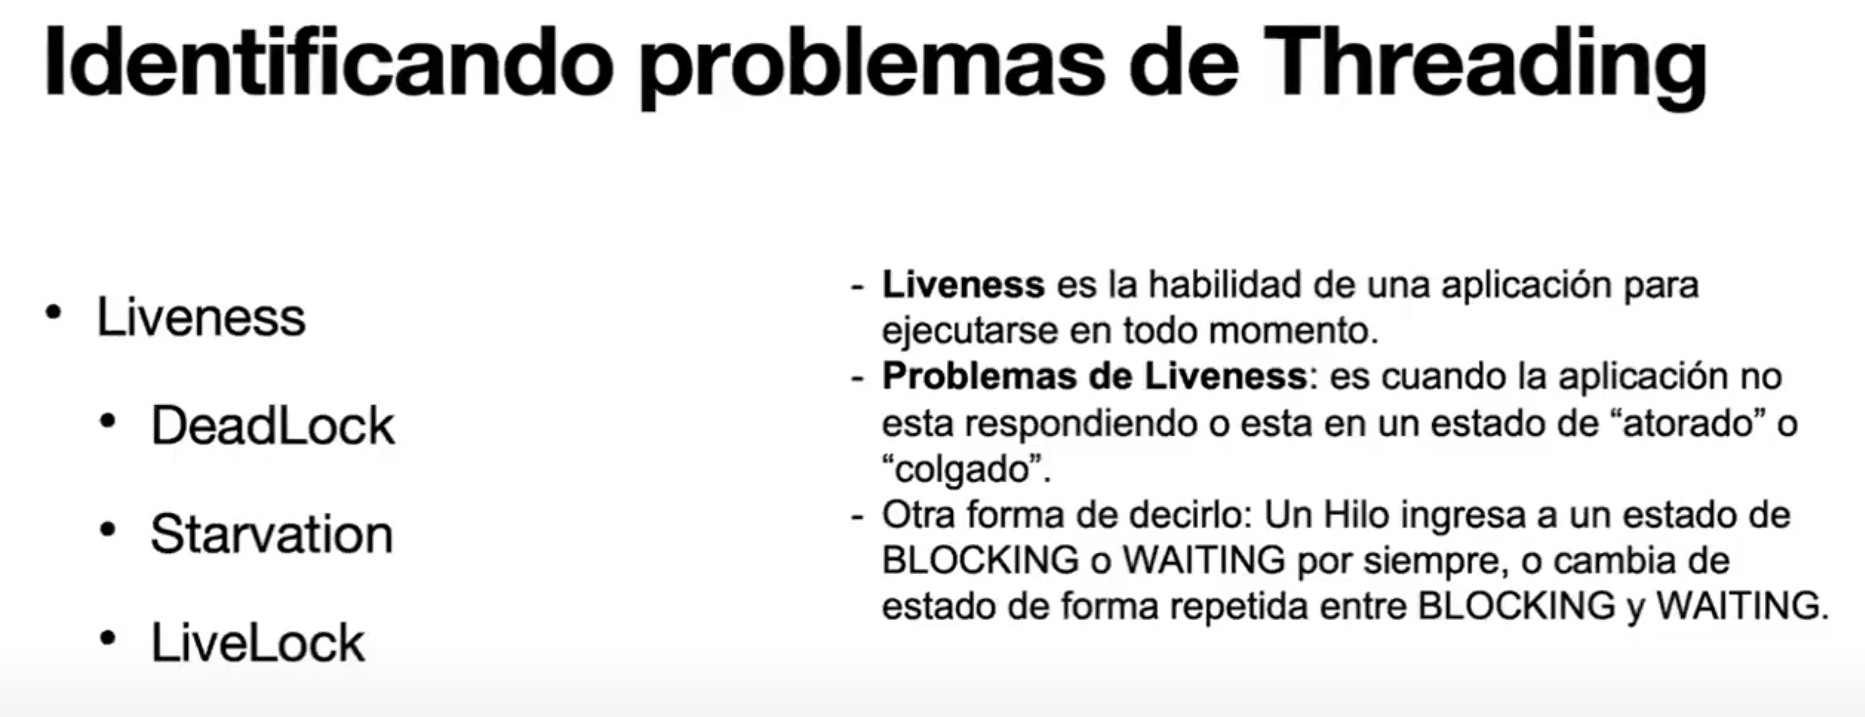 Identificando problemas de Threading
• Liveness
• DeadLock
• Starvation
• LiveLock
- Liveness es la habilidad de una aplicación para
ejecutarse en todo momento.
- Problemas de Liveness: es cuando la aplicación no
esta respondiendo o esta en un estado de “atorado” o
“colgado”.
- Otra forma de decirlo: Un Hilo ingresa a un estado de
BLOCKING o WAITING por siempre, o cambia de
estado de forma repetida entre BLOCKING y WAITING.